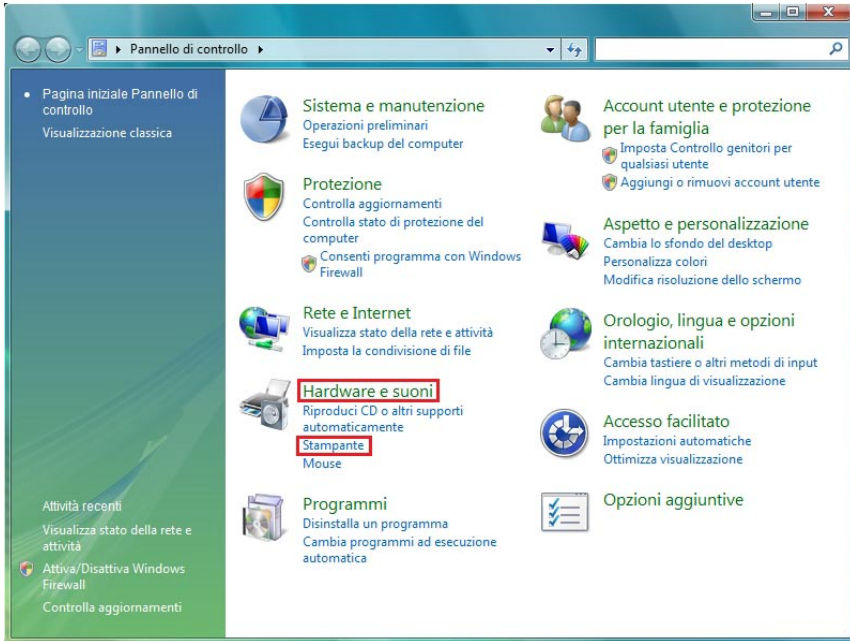 Pannello di controllo
Pagina iniziale Pannello di
controllo
Visualizzazione classica
Attività recenti
Visualizza stato della rete e
attività
Attiva/Disattiva Windows
Firewall
Controlla aggiornamenti
Sistema e manutenzione
Operazioni preliminari
Esegui backup del computer
Protezione
Controlla aggiornamenti
Controlla stato di protezione del
computer
Consenti programma con Windows
Firewall
Rete e Internet
Visualizza stato della rete e attività
Imposta la condivisione di file
Hardware e suoni
Riproduci CD o altri supporti
automaticamente
Stampante
Mouse
Programmi
Disinstalla un programma
Cambia programmi ad esecuzione
automatica
Account utente e protezione
per la famiglia
Imposta Controllo genitori per
qualsiasi utente
Aggiungi o rimuovi account utente
Aspetto e personalizzazione
Cambia lo sfondo del desktop
Personalizza colori
Modifica risoluzione dello schermo
Orologio, lingua e opzioni
internazionali
Cambia tastiere o altri metodi di input
Cambia lingua di visualizzazione
Accesso facilitato
Impostazioni automatiche
Ottimizza visualizzazione
Opzioni aggiuntive